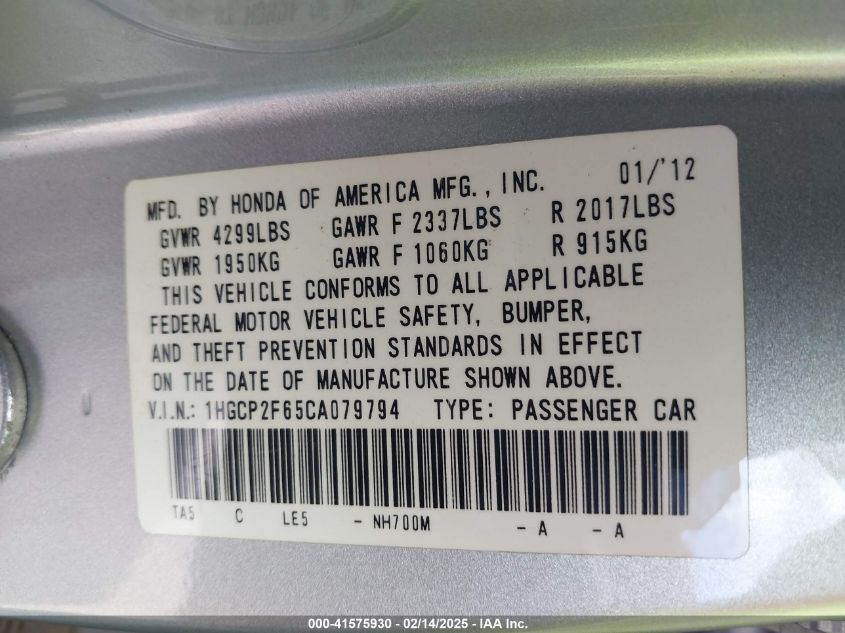 MFD. BY HONDA OF AMERICA MFG., INC. 01/'12
GVWR 4299LBS GAWR F 2337LBS R 2017LBS
GVWR 1950KG GAWR F 1060KG R 915KG
THIS VEHICLE CONFORMS TO ALL APPLICABLE
FEDERAL MOTOR VEHICLE SAFETY, BUMPER,
AND THEFT PREVENTION STANDARDS IN EFFECT
ON THE DATE OF MANUFACTURE SHOWN ABOVE.
V.I.N.: 1HGCP2F65CA079794 TYPE: PASSENGER CAR
TA5 C LE5 - NH700M - A - A
000-41575930 - 02/14/2025 - IAA Inc.